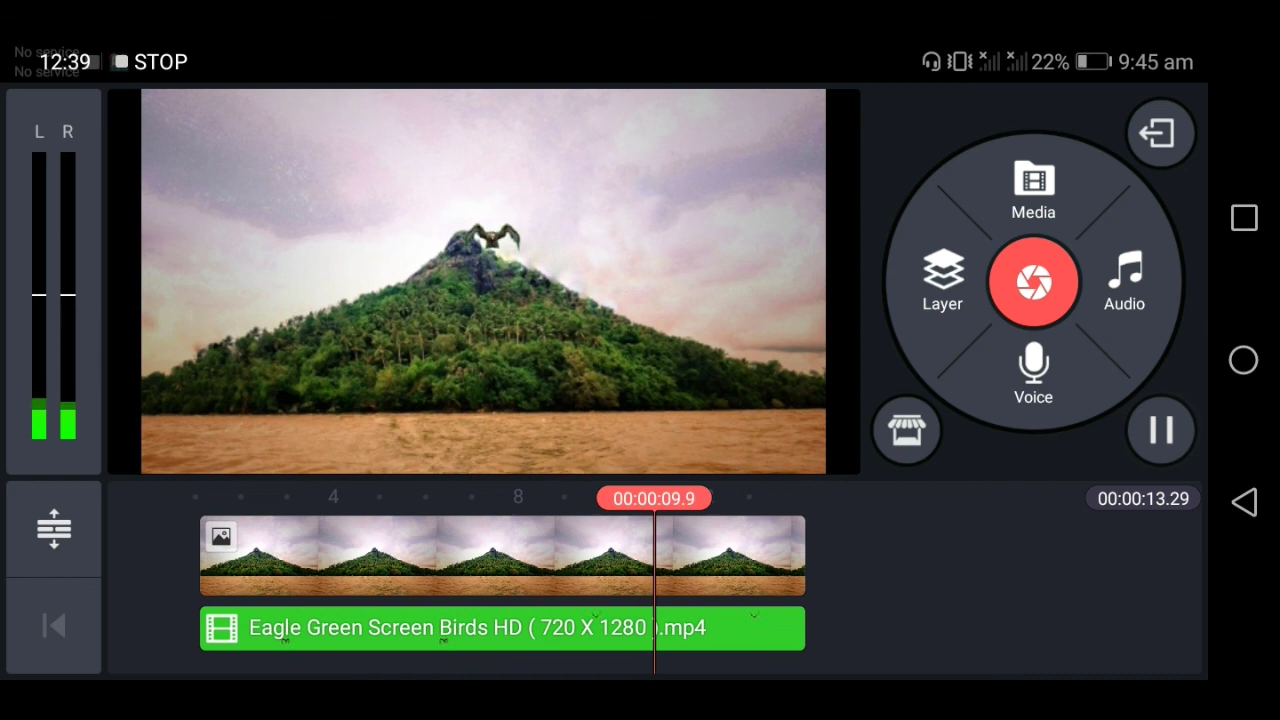 No service
No service
12:39
STOP
22%
9:45 am
L R
Media
Layer
Audio
Voice
4
8
00:00:09.9
00:00:13.29
Eagle Green Screen Birds HD ( 720 X 1280 ).mp4